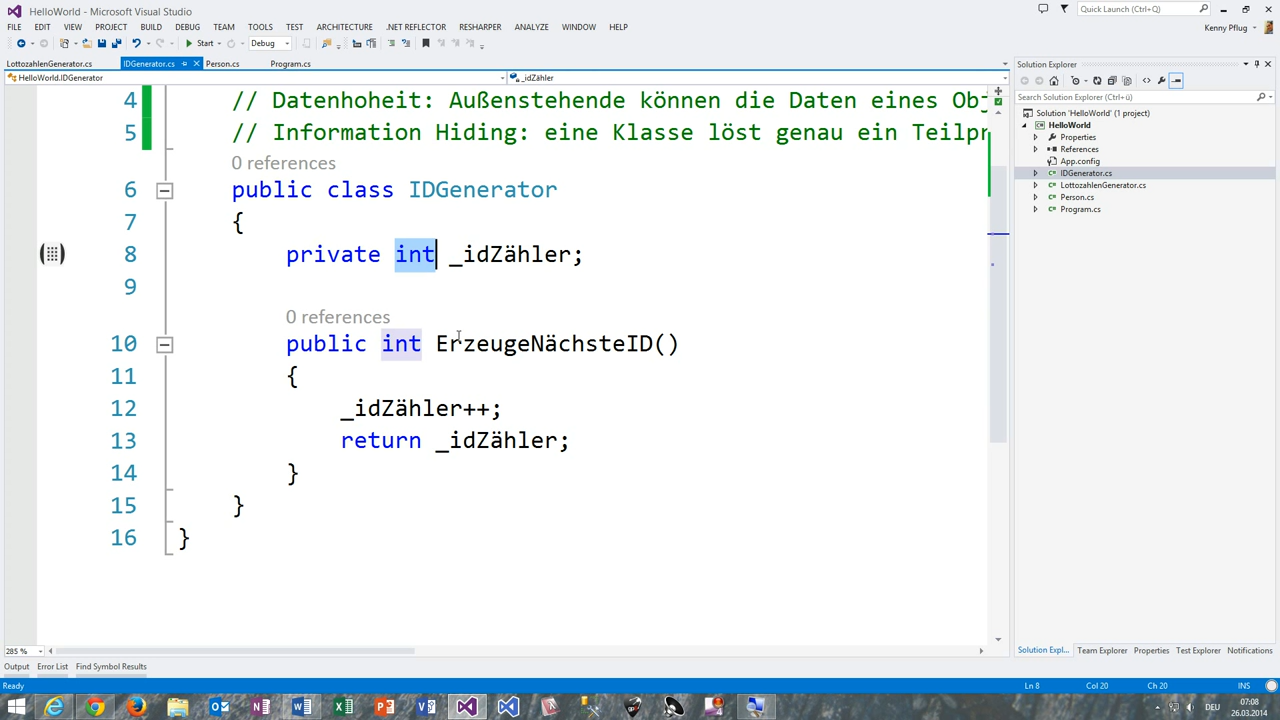 HelloWorld - Microsoft Visual Studio
Quick Launch (Ctrl+Q)
FILE EDIT VIEW PROJECT BUILD DEBUG TEAM TOOLS TEST ARCHITECTURE .NET REFLECTOR RESHARPER ANALYZE WINDOW HELP
Kenny Pflug
Start Debug
LottozahlenGenerator.cs IDGenerator.cs Person.cs Program.cs
HelloWorld.IDGenerator _idZähler
4 // Datenhoheit: Außenstehende können die Daten eines Obj
5 // Information Hiding: eine Klasse löst genau ein Teilpr
0 references
6 public class IDGenerator
7 {
8 private int _idZähler;
9
0 references
10 public int ErzeugeNächsteID()
11 {
12 _idZähler++;
13 return _idZähler;
14 }
15 }
16 }
285 %
Solution Explorer
Search Solution Explorer (Ctrl+ü)
Solution 'HelloWorld' (1 project)
HelloWorld
Properties
References
App.config
IDGenerator.cs
LottozahlenGenerator.cs
Person.cs
Program.cs
Solution Expl... Team Explorer Properties Test Explorer Notifications
Output Error List Find Symbol Results
Ready Ln 8 Col 20 Ch 20 INS
DEU
07:08
26.03.2014